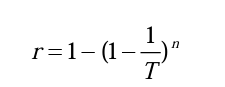 r = 1 − (1 − 1/T)ⁿ